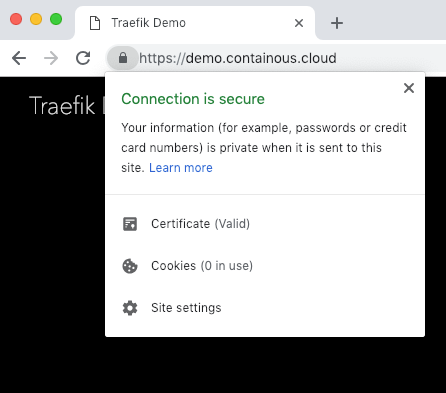 Traefik Demo
https://demo.containous.cloud
Traefik
Connection is secure
Your information (for example, passwords or credit
card numbers) is private when it is sent to this
site. Learn more
Certificate (Valid)
Cookies (0 in use)
Site settings